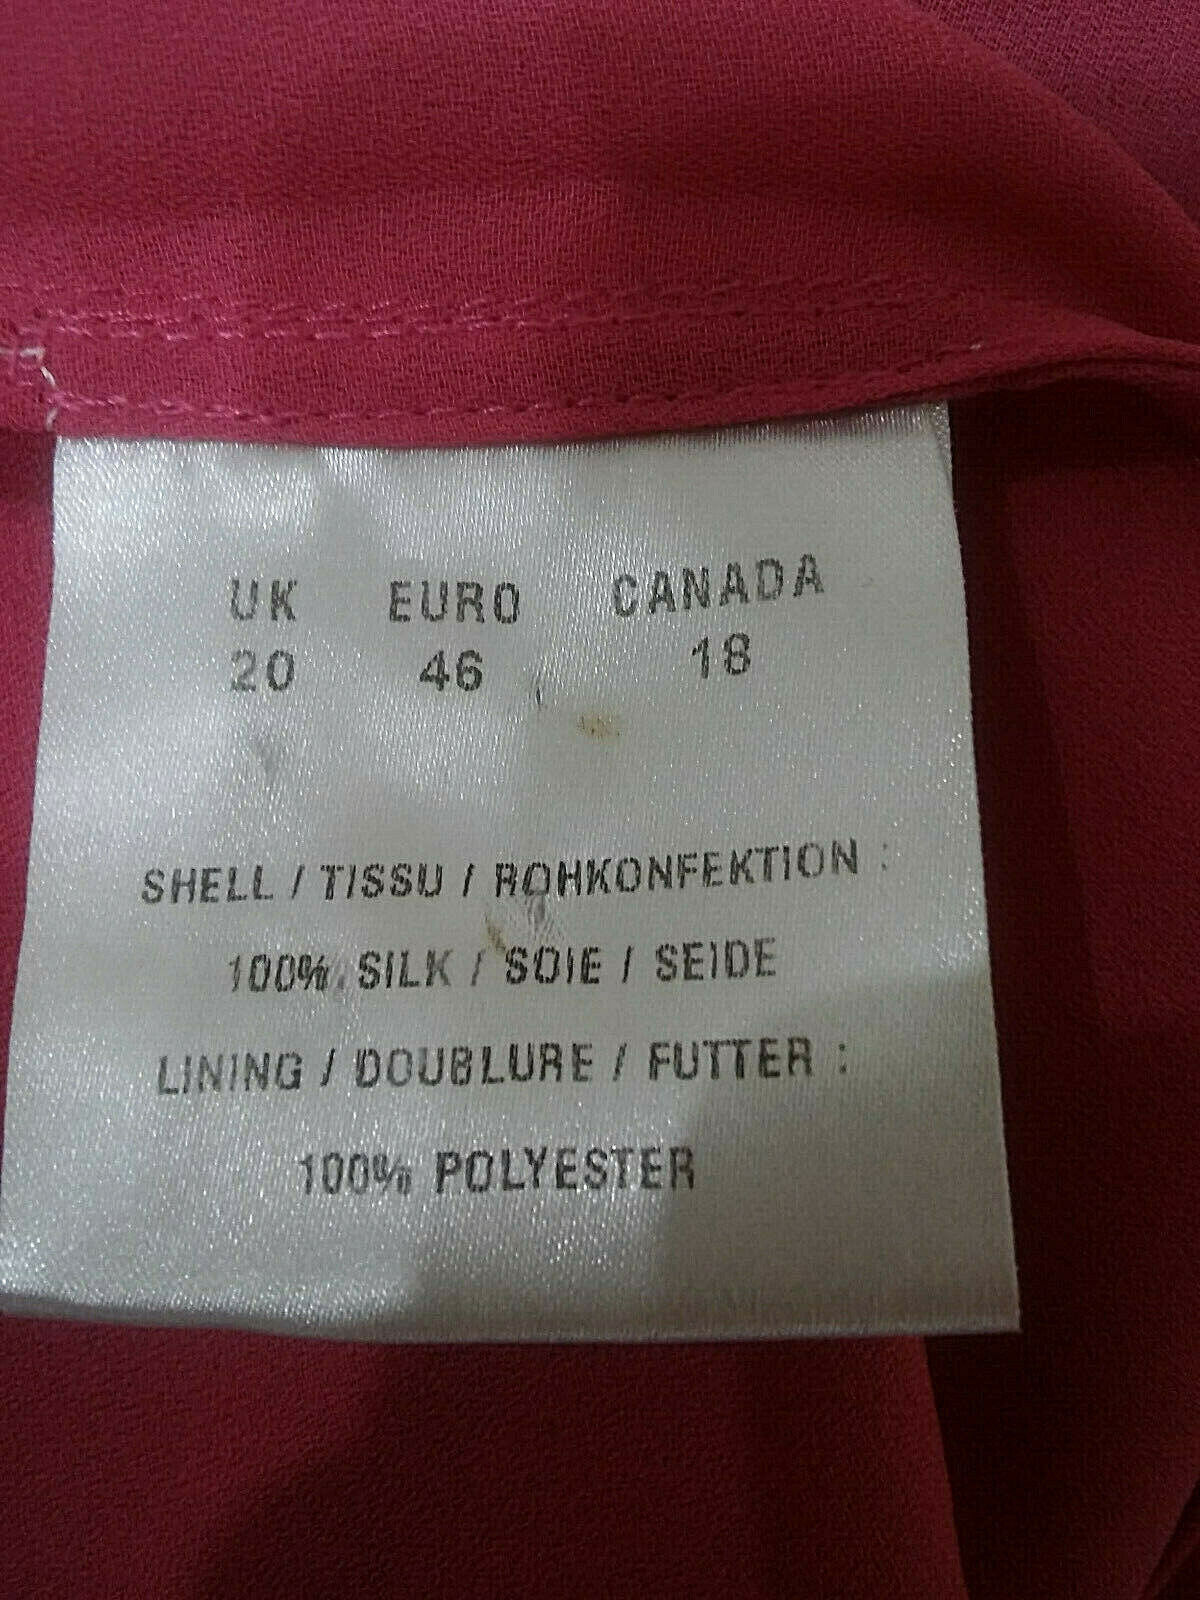 UK EURO CANADA
20 46 18
SHELL / TISSU / ROHKONFEKTION :
100% SILK / SOIE / SEIDE
LINING / DOUBLURE / FUTTER :
100% POLYESTER